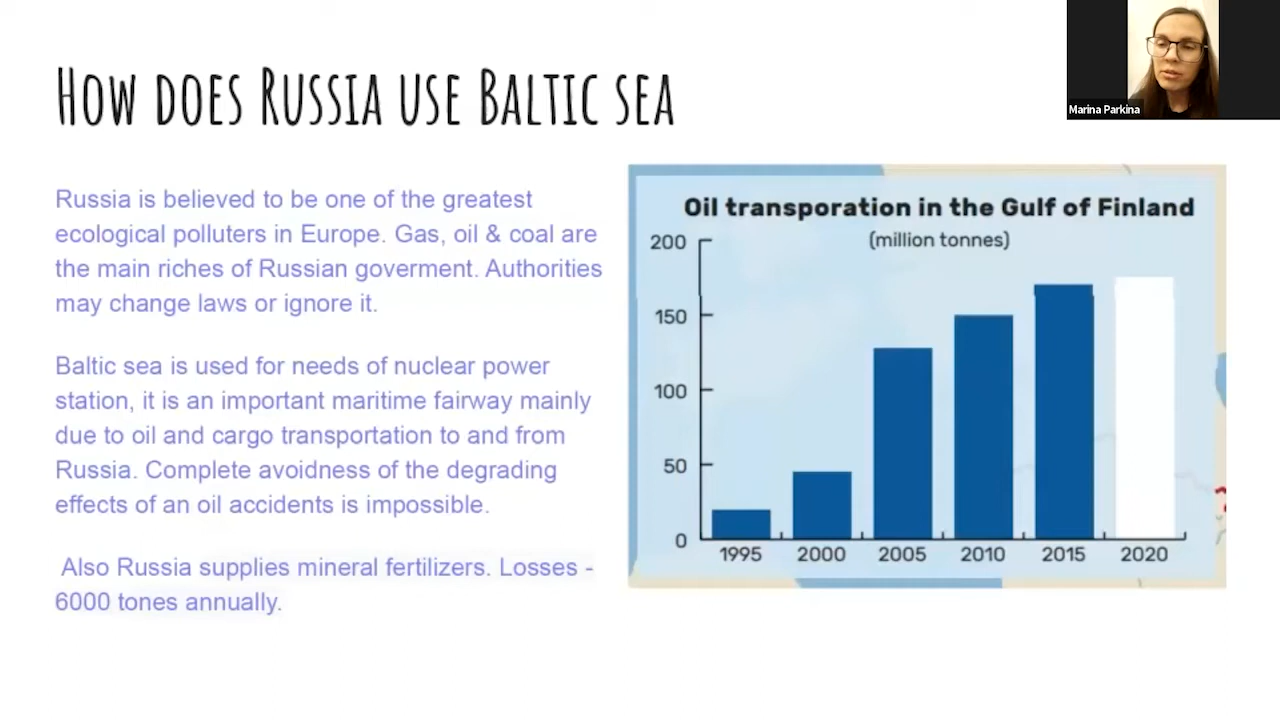 How does Russia use Baltic sea
Marina Parkina
Russia is believed to be one of the greatest
ecological polluters in Europe. Gas, oil & coal are
the main riches of Russian goverment. Authorities
may change laws or ignore it.
Baltic sea is used for needs of nuclear power
station, it is an important maritime fairway mainly
due to oil and cargo transportation to and from
Russia. Complete avoidness of the degrading
effects of an oil accidents is impossible.
Also Russia supplies mineral fertilizers. Losses -
6000 tones annually.
Oil transporation in the Gulf of Finland
(million tonnes)
200
150
100
50
0
1995 2000 2005 2010 2015 2020